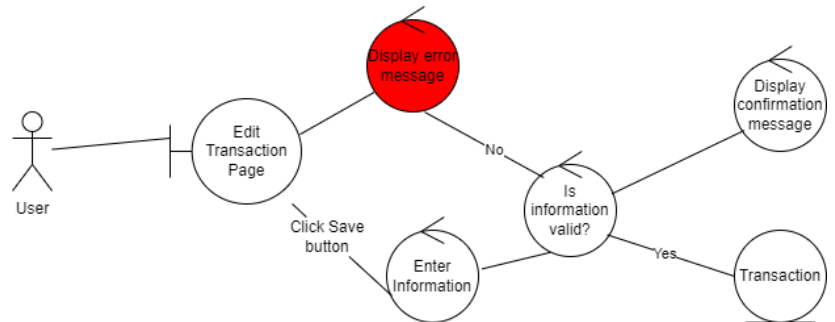 Display error
message
Display
confirmation
message
Edit
Transaction
Page
User
No
Is
information
valid?
Click Save
button
Enter
Information
Yes
Transaction